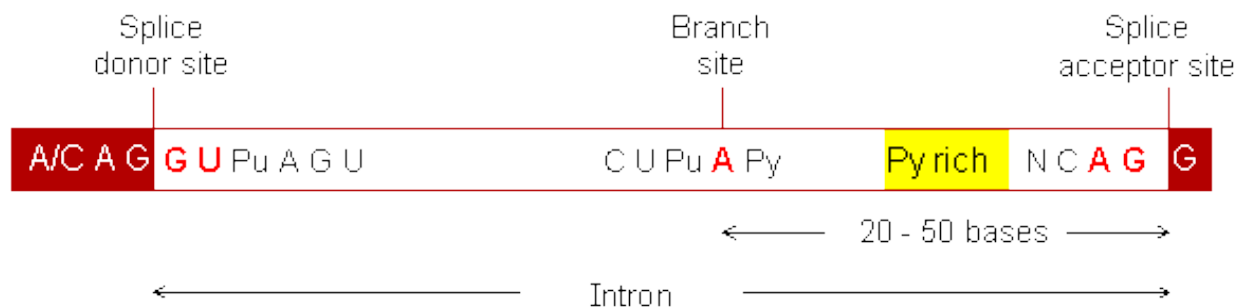 Splice donor site
Branch site
Splice acceptor site
A/C A G G U Pu A G U C U Pu A Py Py rich N C A G G
20 - 50 bases
Intron